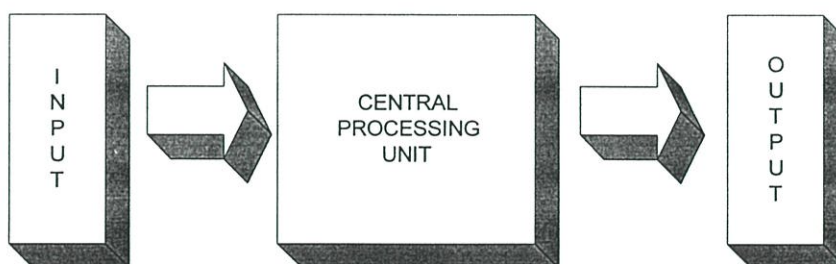 INPUT
CENTRAL
PROCESSING
UNIT
OUTPUT